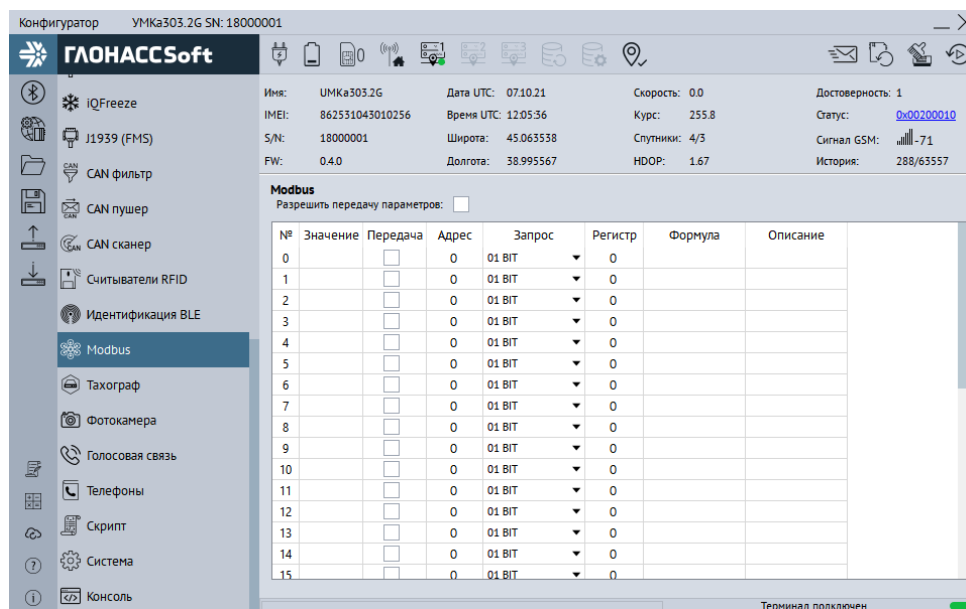 Конфигуратор УМКа303.2G SN: 18000001
ГЛОНАССSoft
0
Имя: UMKa303.2G Дата UTC: 07.10.21 Скорость: 0.0 Достоверность: 1
IMEI: 862531043010256 Время UTC: 12:05:36 Курс: 255.8 Статус: 0x00200010
S/N: 18000001 Широта: 45.063538 Спутники: 4/3 Сигнал GSM: -71
FW: 0.4.0 Долгота: 38.995567 HDOP: 1.67 История: 288/63557
iQFreeze
J1939 (FMS)
CAN фильтр
CAN пушер
CAN сканер
Считыватели RFID
Идентификация BLE
Modbus
Тахограф
Фотокамера
Голосовая связь
Телефоны
Скрипт
Система
Консоль
Modbus
Разрешить передачу параметров:
№ Значение Передача Адрес Запрос Регистр Формула Описание
0 0 01 BIT 0
1 0 01 BIT 0
2 0 01 BIT 0
3 0 01 BIT 0
4 0 01 BIT 0
5 0 01 BIT 0
6 0 01 BIT 0
7 0 01 BIT 0
8 0 01 BIT 0
9 0 01 BIT 0
10 0 01 BIT 0
11 0 01 BIT 0
12 0 01 BIT 0
13 0 01 BIT 0
14 0 01 BIT 0
15 0 01 BIT 0
Терминал подключен